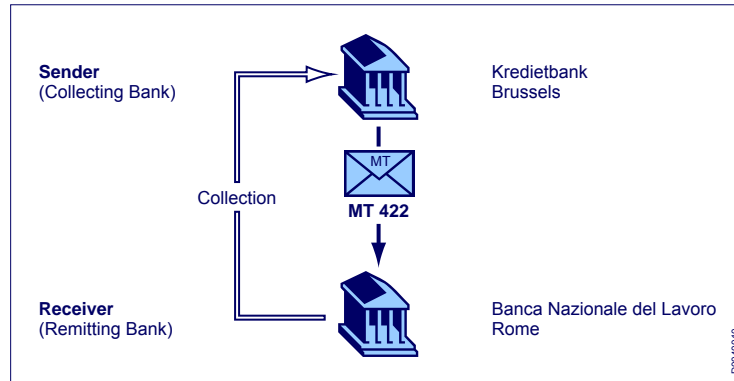 Sender
(Collecting Bank)
Kredietbank
Brussels
MT
MT 422
Collection
Receiver
(Remitting Bank)
Banca Nazionale del Lavoro
Rome